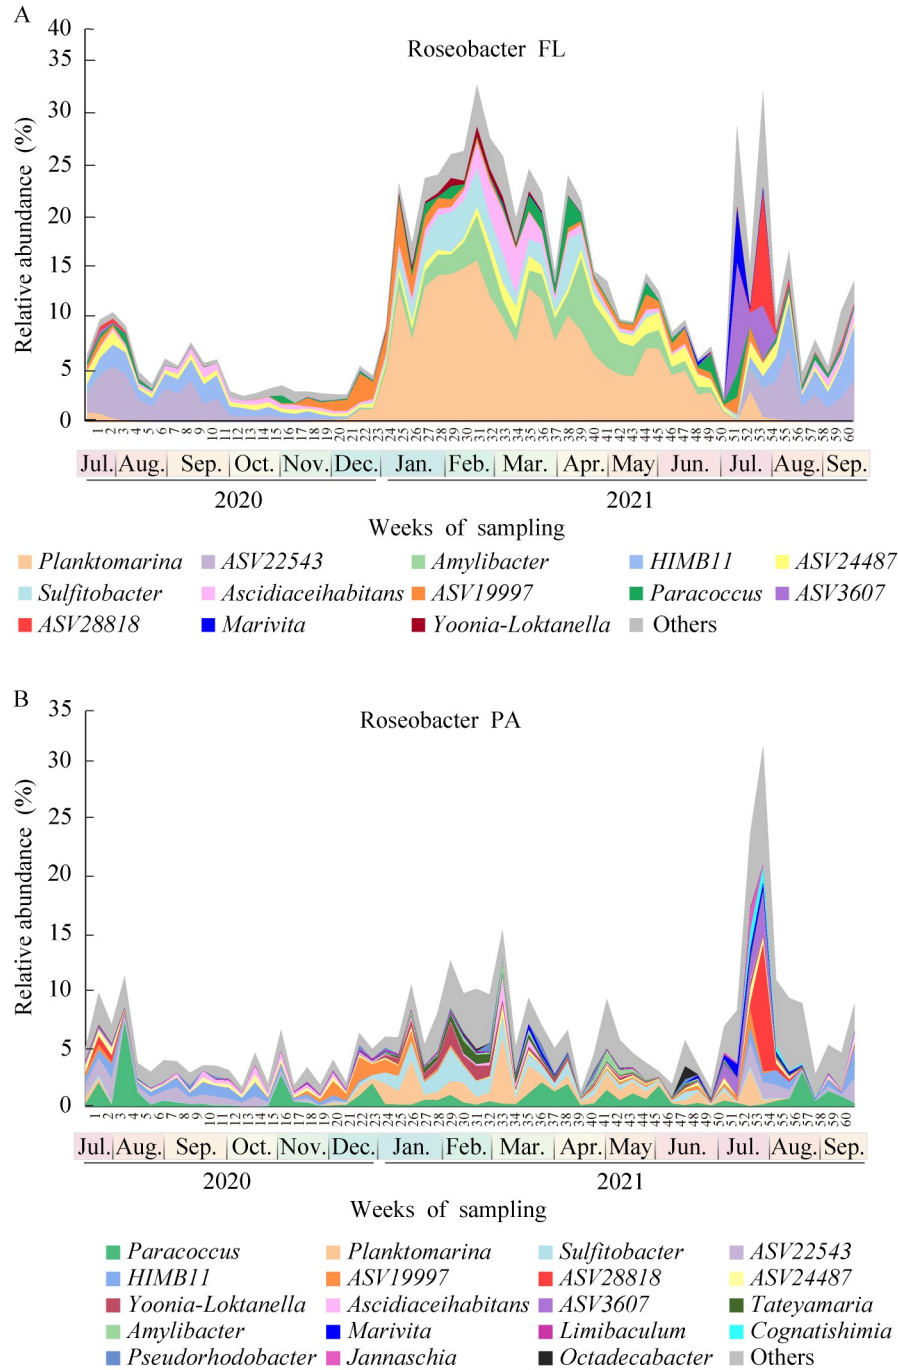 A
Roseobacter FL
Relative abundance (%)
40
35
30
25
20
15
10
5
0
1 2 3 4 5 6 7 8 9 10 11 12 13 14 15 16 17 18 19 20 21 22 23 24 25 26 27 28 29 30 31 32 33 34 35 36 37 38 39 40 41 42 43 44 45 46 47 48 49 50 51 52 53 54 55 56 57 58 59 60
Jul. Aug. Sep. Oct. Nov. Dec. Jan. Feb. Mar. Apr. May Jun. Jul. Aug. Sep.
2020 2021
Weeks of sampling
Planktomarina ASV22543 Amylibacter HIMB11 ASV24487
Sulfitobacter Ascidiaceihabitans ASV19997 Paracoccus ASV3607
ASV28818 Marivita Yoonia-Loktanella Others
B
Roseobacter PA
Relative abundance (%)
35
30
25
20
15
10
5
0
1 2 3 4 5 6 7 8 9 10 11 12 13 14 15 16 17 18 19 20 21 22 23 24 25 26 27 28 29 30 31 32 33 34 35 36 37 38 39 40 41 42 43 44 45 46 47 48 49 50 51 52 53 54 55 56 57 58 59 60
Jul. Aug. Sep. Oct. Nov. Dec. Jan. Feb. Mar. Apr. May Jun. Jul. Aug. Sep.
2020 2021
Weeks of sampling
Paracoccus Planktomarina Sulfitobacter ASV22543
HIMB11 ASV19997 ASV28818 ASV24487
Yoonia-Loktanella Ascidiaceihabitans ASV3607 Tateyamaria
Amylibacter Marivita Limibaculum Cognatishimia
Pseudorhodobacter Jannaschia Octadecabacter Others